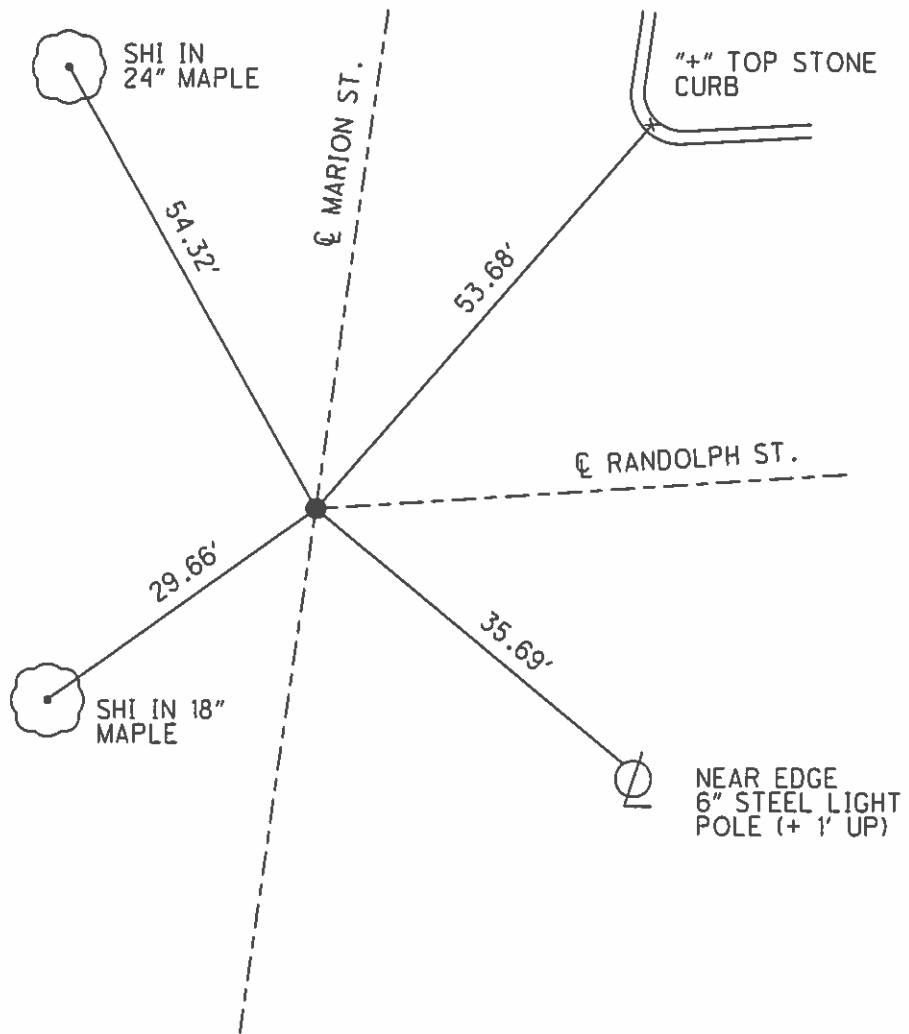 SHI IN
24" MAPLE
"+" TOP STONE
CURB
℄ MARION ST.
54.32'
53.68'
℄ RANDOLPH ST.
29.66'
35.69'
SHI IN 18"
MAPLE
NEAR EDGE
6" STEEL LIGHT
POLE (+ 1' UP)